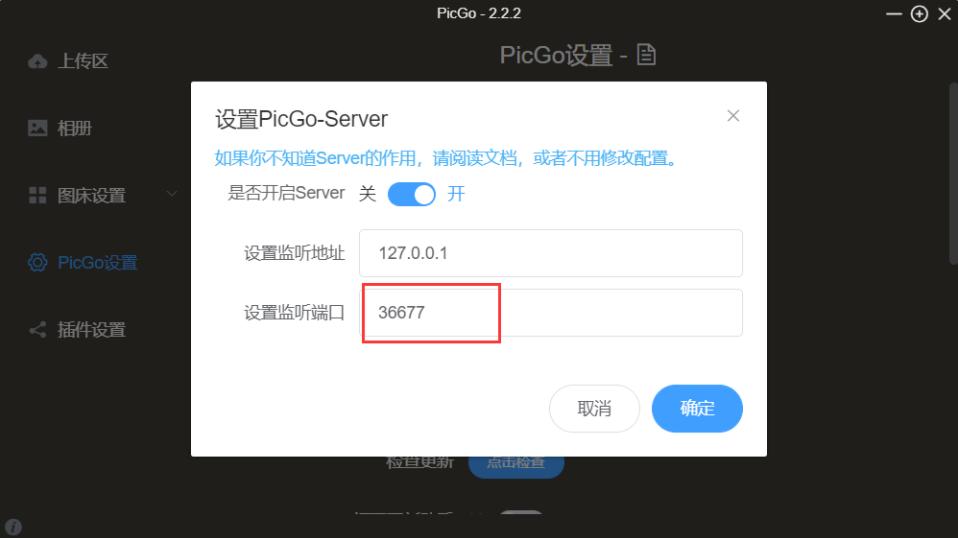 PicGo - 2.2.2
上传区
PicGo设置 -
相册
图床设置
PicGo设置
插件设置
设置PicGo-Server
如果你不知道Server的作用，请阅读文档，或者不用修改配置。
是否开启Server 关 开
设置监听地址 127.0.0.1
设置监听端口 36677
取消 确定
检查更新 点击检查